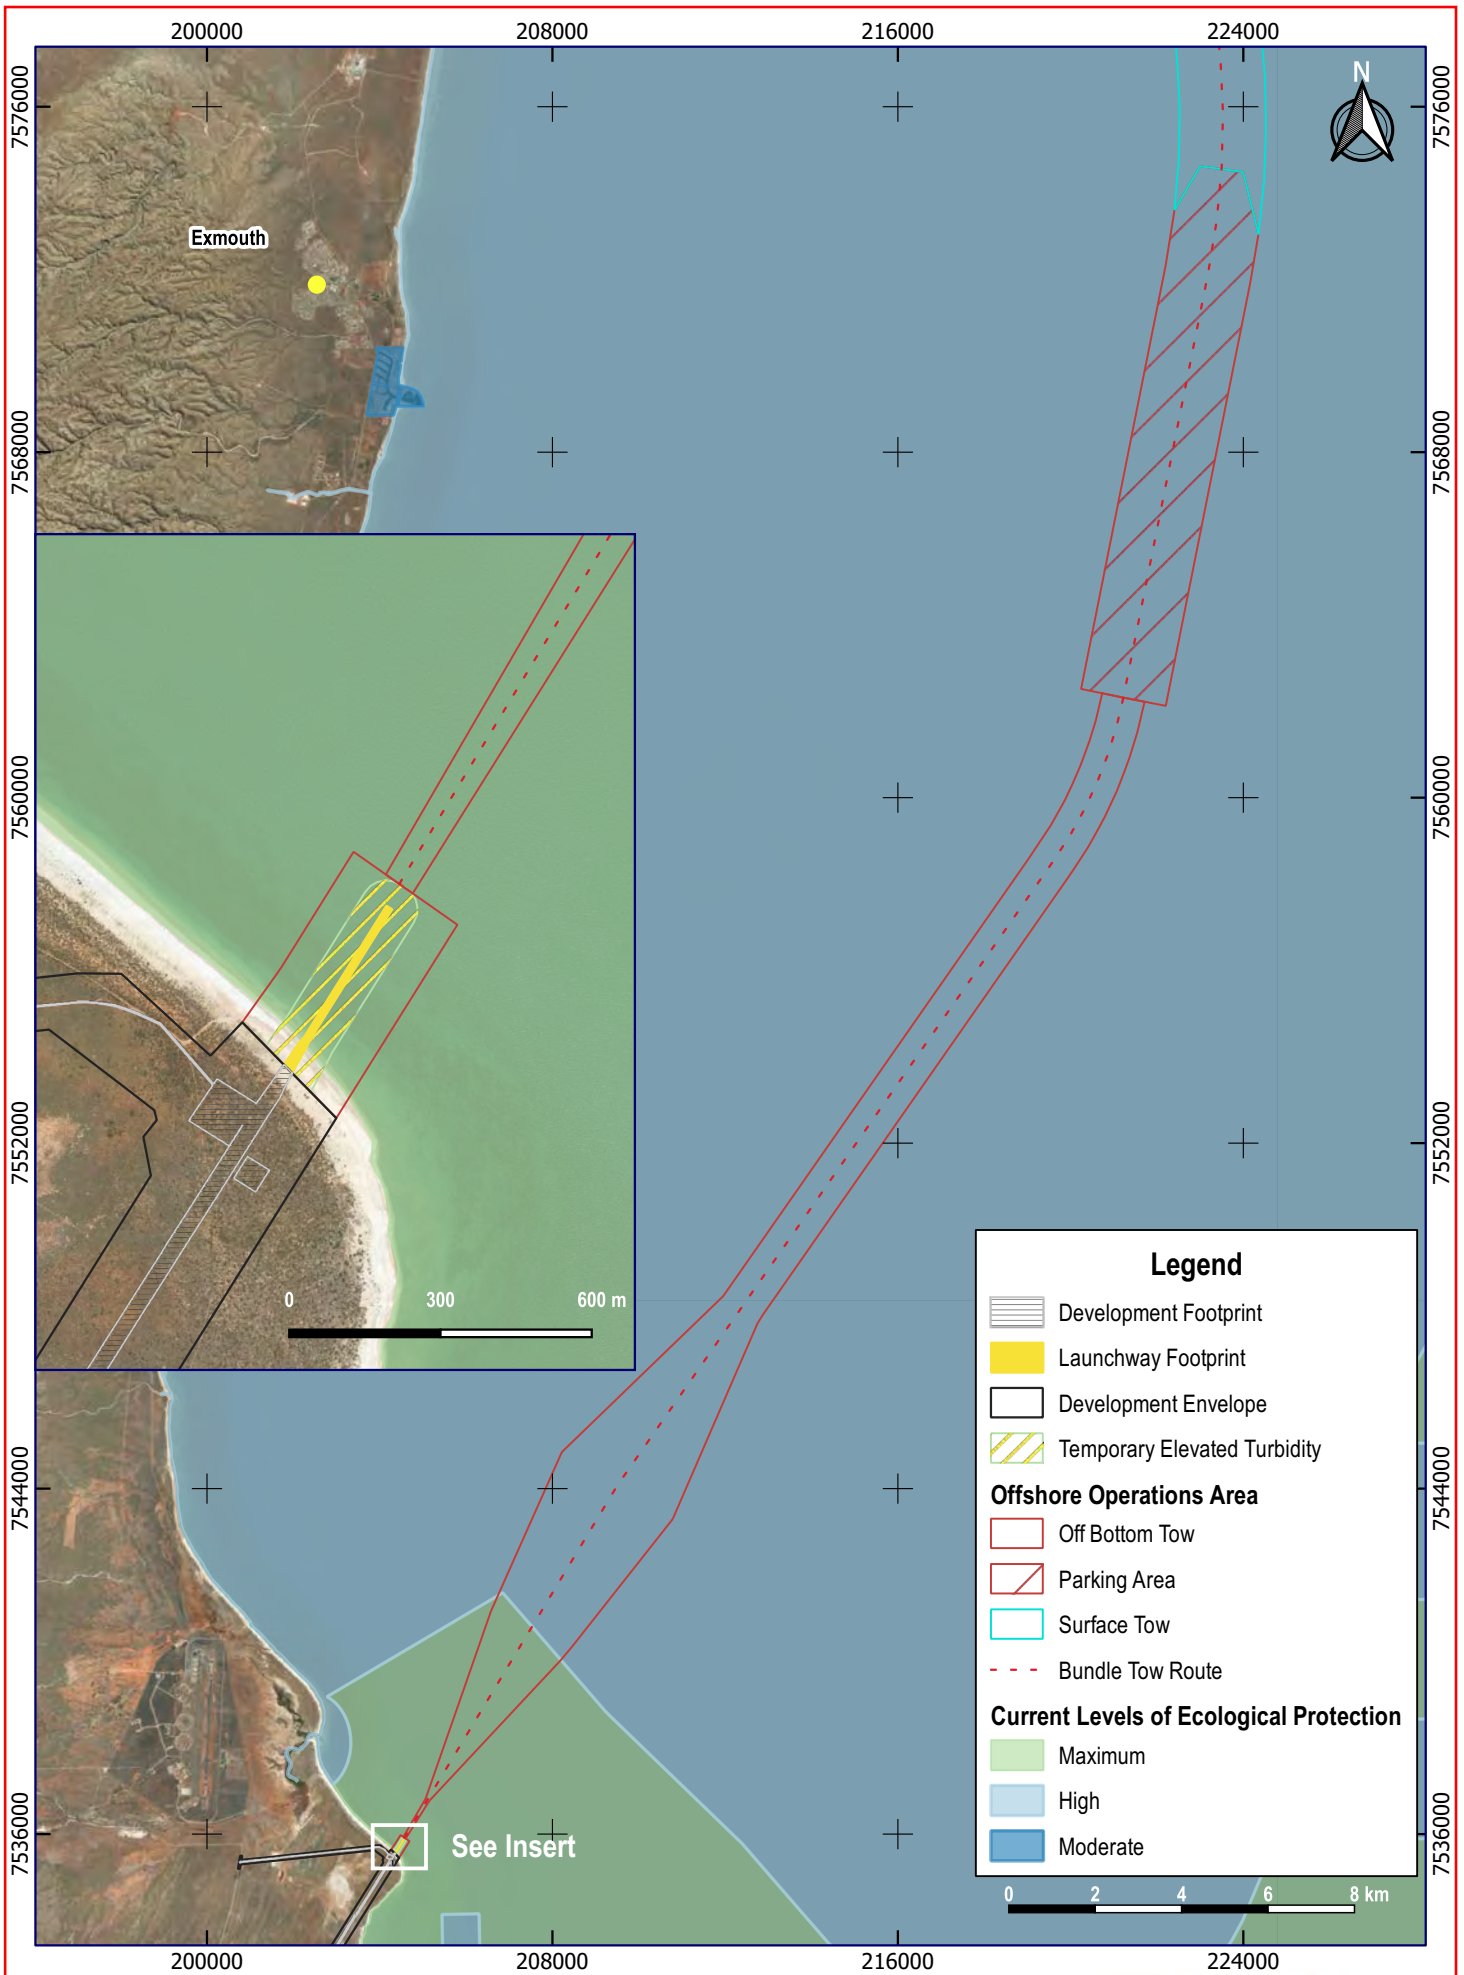 200000 208000 216000 224000
N
7576000 7576000
Exmouth
7568000 7568000
7560000 7560000
7552000 7552000
0 300 600 m
Legend
Development Footprint
Launchway Footprint
Development Envelope
Temporary Elevated Turbidity
7544000 7544000
Offshore Operations Area
Off Bottom Tow
Parking Area
Surface Tow
Bundle Tow Route
Current Levels of Ecological Protection
Maximum
High
Moderate
See Insert
7536000 7536000
0 2 4 6 8 km
200000 208000 216000 224000